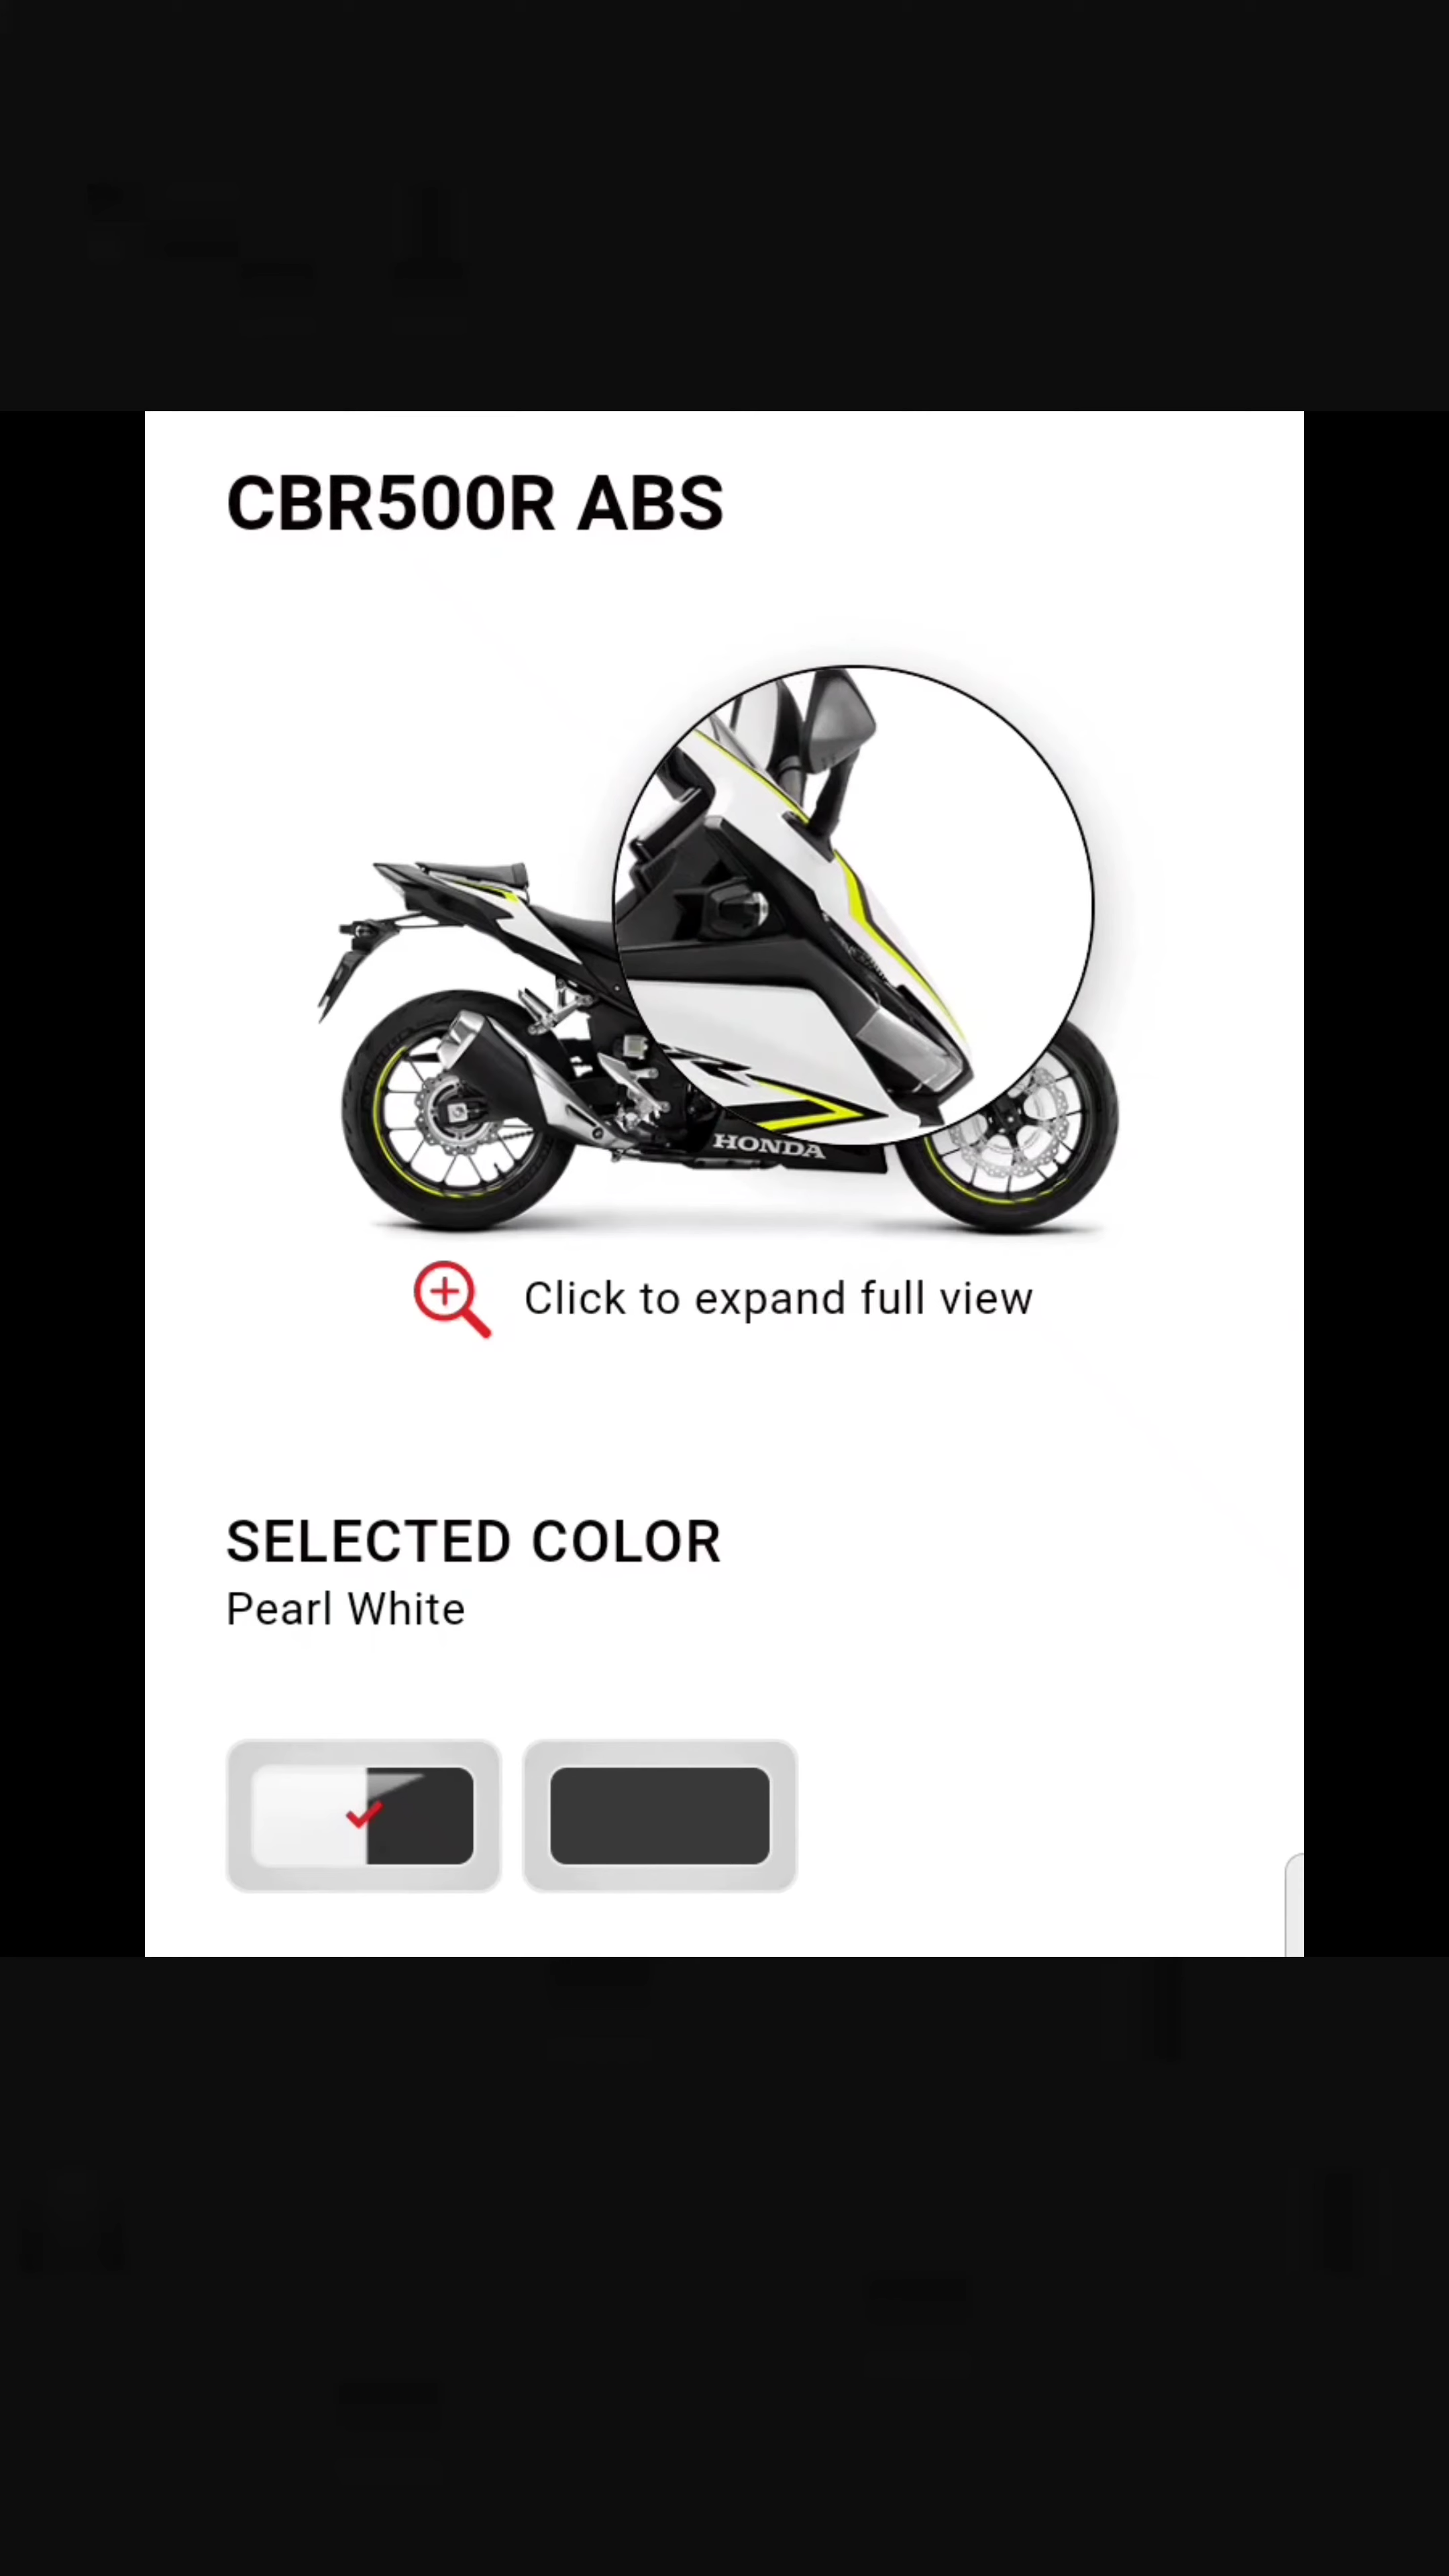 CBR500R ABS
R
HONDA
Click to expand full view
SELECTED COLOR
Pearl White